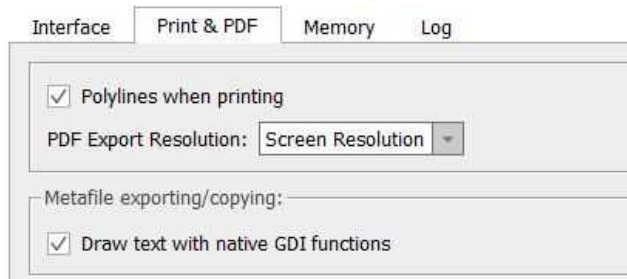 Interface Print & PDF Memory Log
Polylines when printing
PDF Export Resolution: Screen Resolution
Metafile exporting/copying:
Draw text with native GDI functions